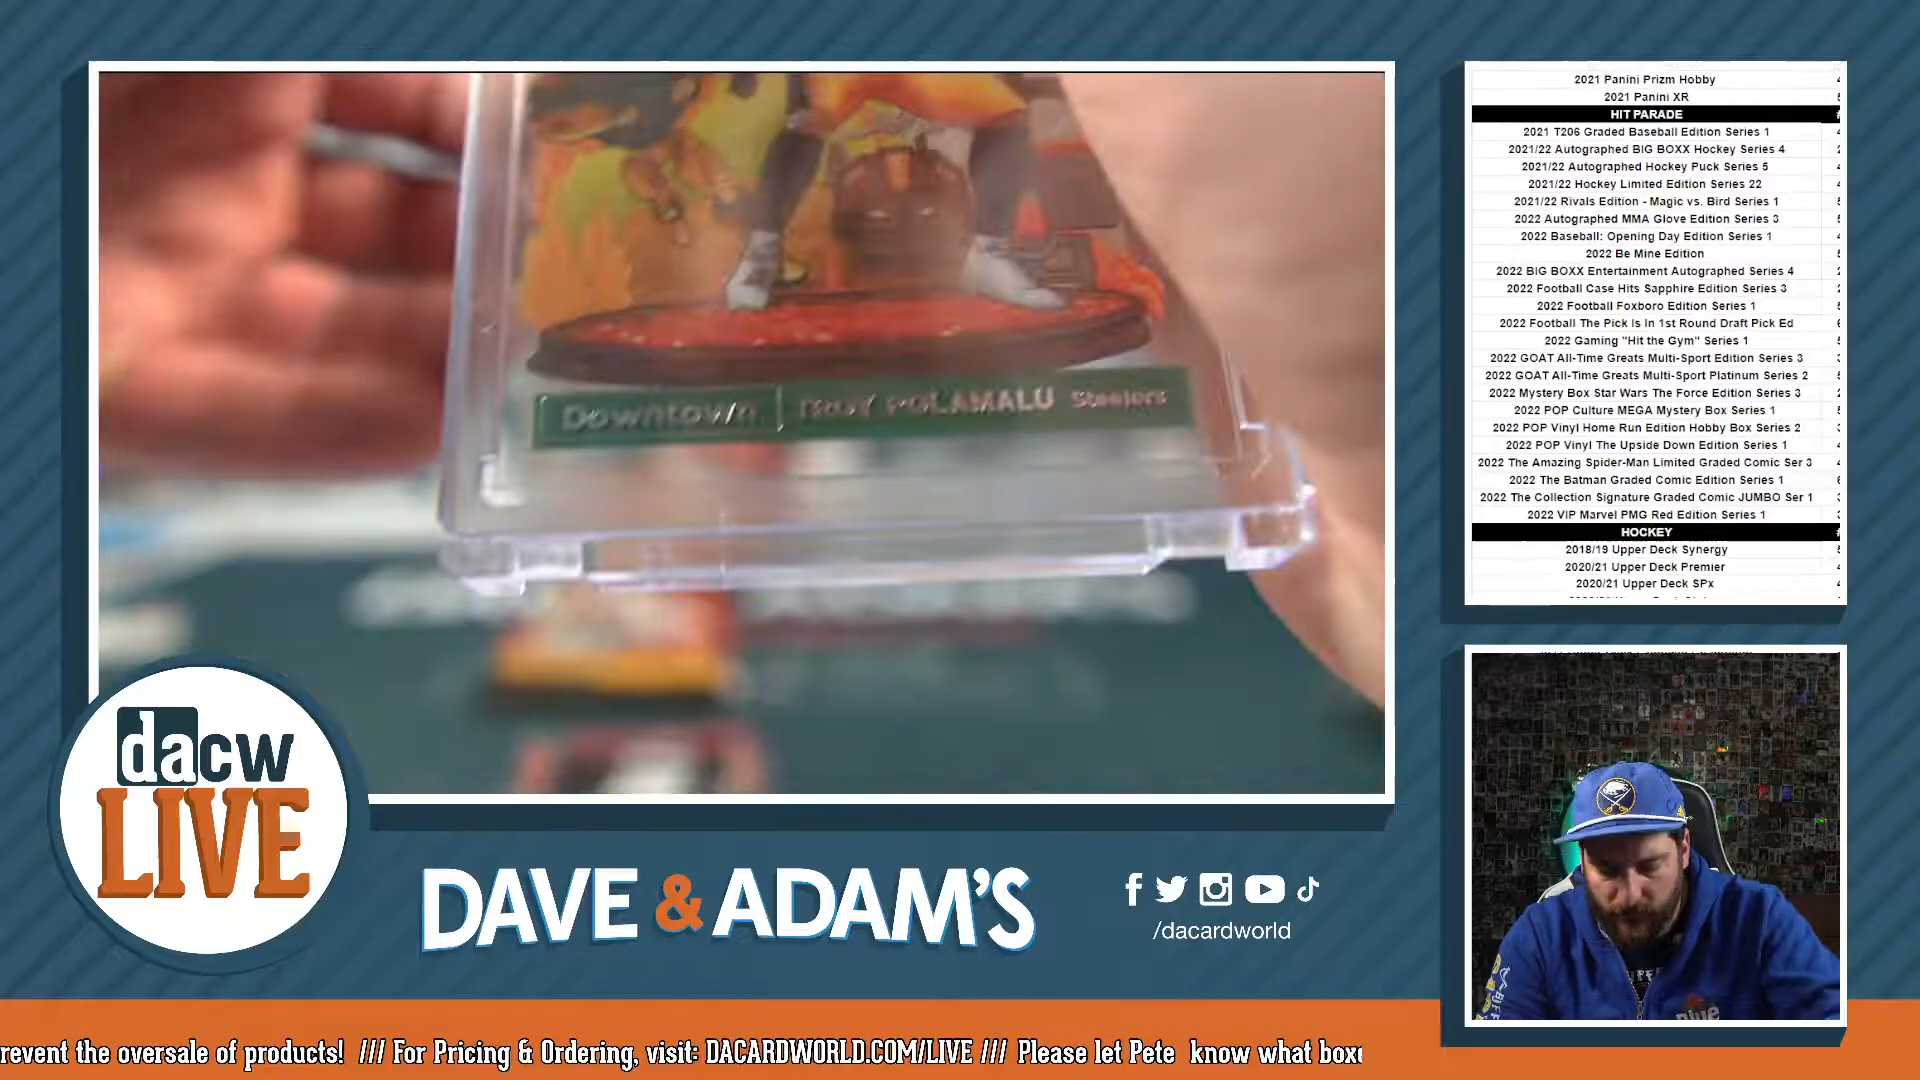 2021 Panini Prizm Hobby
2021 Panini XR
HIT PARADE
2021 T206 Graded Baseball Edition Series 1
2021/22 Autographed BIG BOXX Hockey Series 4
2021/22 Autographed Hockey Puck Series 5
2021/22 Hockey Limited Edition Series 22
2021/22 Rivals Edition - Magic vs. Bird Series 1
2022 Autographed MMA Glove Edition Series 3
2022 Baseball: Opening Day Edition Series 1
2022 Be Mine Edition
2022 BIG BOXX Entertainment Autographed Series 4
2022 Football Case Hits Sapphire Edition Series 3
2022 Football Foxboro Edition Series 1
2022 Football The Pick Is In 1st Round Draft Pick Ed
2022 Gaming "Hit the Gym" Series 1
2022 GOAT All-Time Greats Multi-Sport Edition Series 3
2022 GOAT All-Time Greats Multi-Sport Platinum Series 2
2022 Mystery Box Star Wars The Force Edition Series 3
2022 POP Culture MEGA Mystery Box Series 1
2022 POP Vinyl Home Run Edition Hobby Box Series 2
2022 POP Vinyl The Upside Down Edition Series 1
2022 The Amazing Spider-Man Limited Graded Comic Ser 3
2022 The Batman Graded Comic Edition Series 1
2022 The Collection Signature Graded Comic JUMBO Ser 1
2022 VIP Marvel PMG Red Edition Series 1
HOCKEY
2018/19 Upper Deck Synergy
2020/21 Upper Deck Premier
2020/21 Upper Deck SPx
Downtown TROY POLAMALU Steelers
dacw
LIVE
DAVE & ADAM'S
/dacardworld
Blue
revent the oversale of products! /// For Pricing & Ordering, visit: DACARDWORLD.COM/LIVE /// Please let Pete know what box